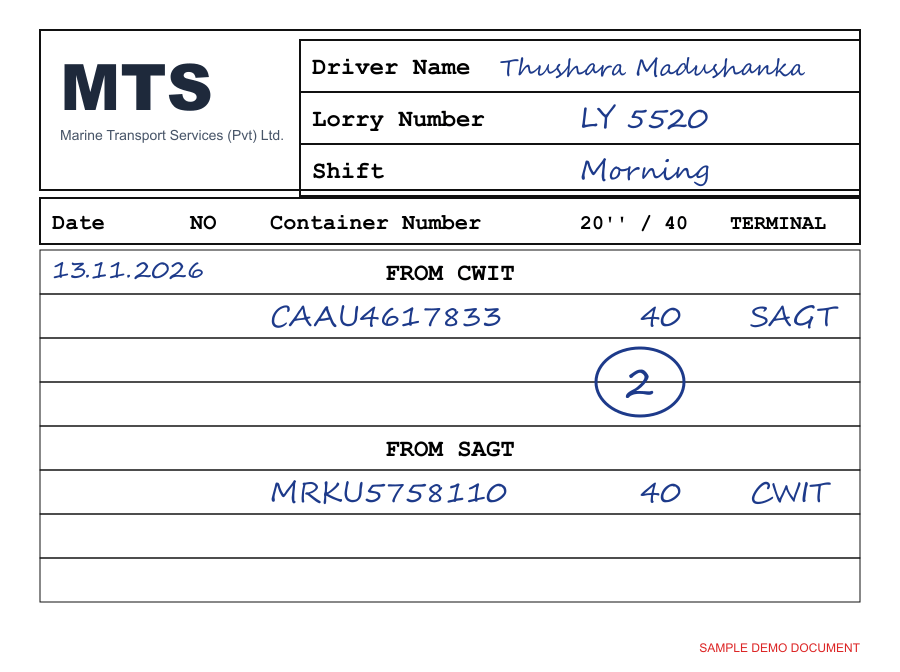 MTS
Marine Transport Services (Pvt) Ltd.
Driver Name Thushara Madushanka
Lorry Number LY 5520
Shift Morning
Date NO Container Number 20'' / 40 TERMINAL
13.11.2026 FROM CWIT
CAAU4617833 40 SAGT
2
FROM SAGT
MRKU5758110 40 CWIT
SAMPLE DEMO DOCUMENT